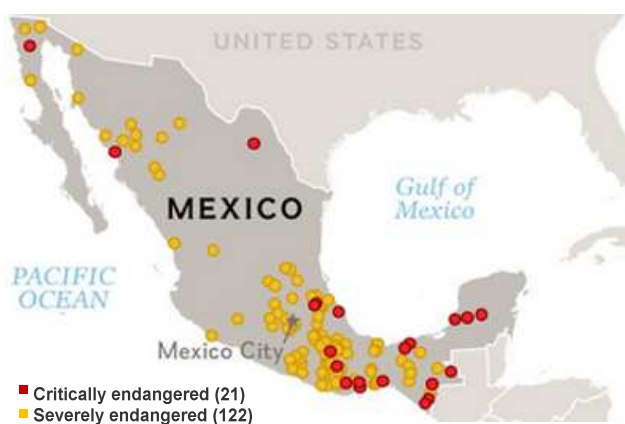 UNITED STATES
MEXICO
Gulf of
Mexico
PACIFIC
OCEAN
Mexico City
Critically endangered (21)
Severely endangered (122)